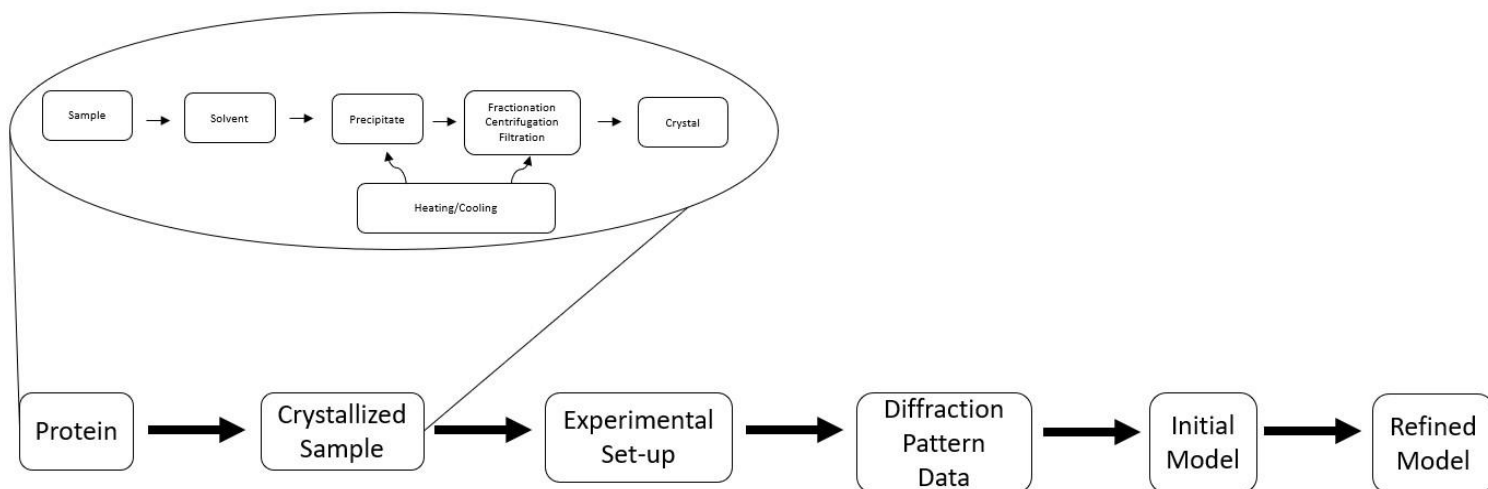 Sample
Solvent
Precipitate
Fractionation
Centrifugation
Filtration
Crystal
Heating/Cooling
Protein
Crystallized
Sample
Experimental
Set-up
Diffraction
Pattern
Data
Initial
Model
Refined
Model